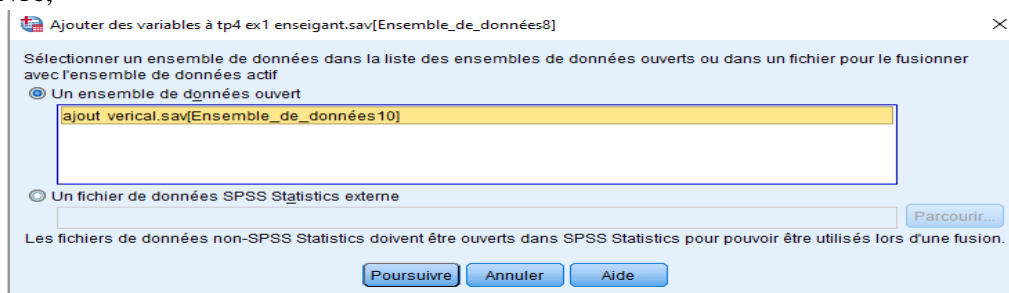 Ajouter des variables à tp4 ex1 enseigant.sav[Ensemble_de_données8]
Sélectionner un ensemble de données dans la liste des ensembles de données ouverts ou dans un fichier pour le fusionner
avec l'ensemble de données actif
Un ensemble de données ouvert
ajout verical.sav[Ensemble_de_données10]
Un fichier de données SPSS Statistics externe
Parcourir...
Les fichiers de données non-SPSS Statistics doivent être ouverts dans SPSS Statistics pour pouvoir être utilisés lors d'une fusion.
Poursuivre Annuler Aide